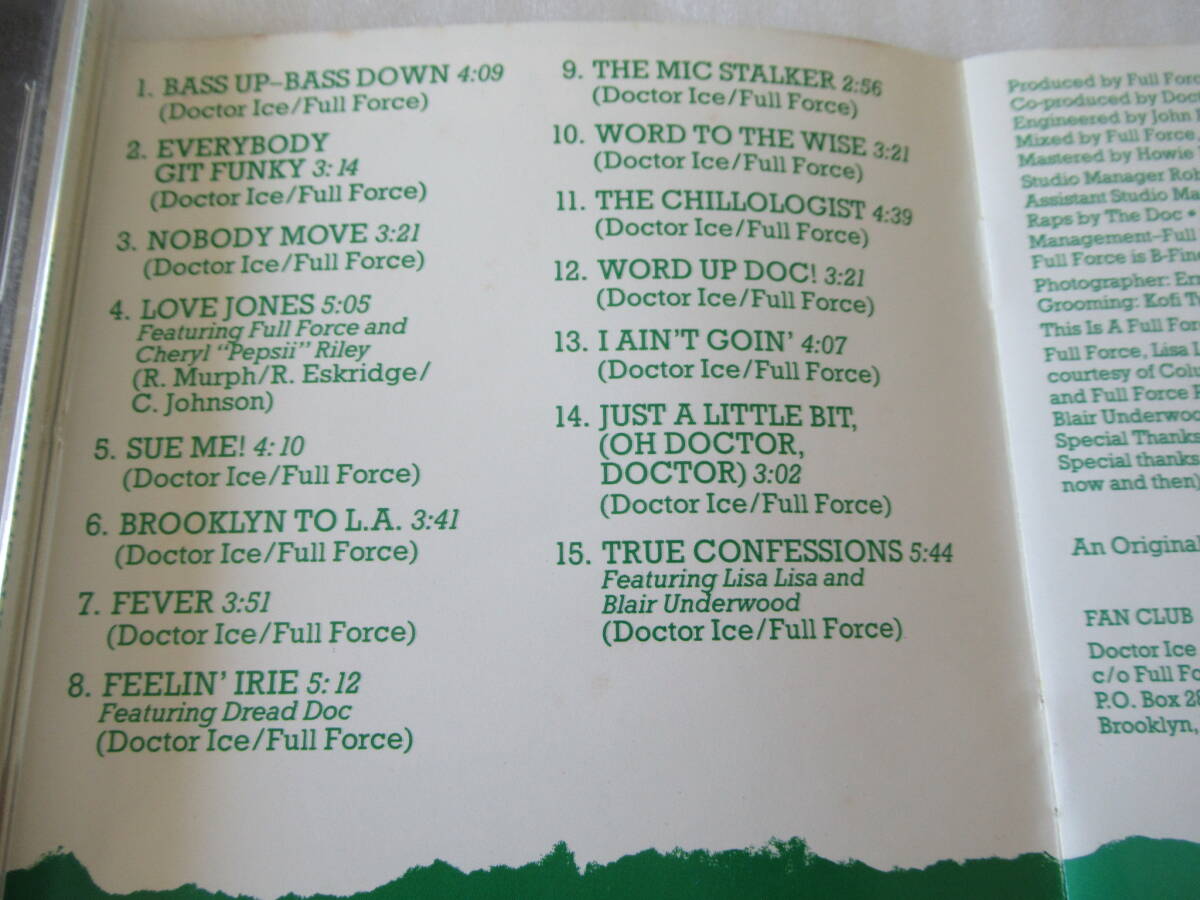 1. BASS UP–BASS DOWN 4:09
(Doctor Ice/Full Force)
2. EVERYBODY
GIT FUNKY 3:14
(Doctor Ice/Full Force)
3. NOBODY MOVE 3:21
(Doctor Ice/Full Force)
4. LOVE JONES 5:05
Featuring Full Force and
Cheryl "Pepsii" Riley
(R. Murph/R. Eskridge/
C. Johnson)
5. SUE ME! 4:10
(Doctor Ice/Full Force)
6. BROOKLYN TO L.A. 3:41
(Doctor Ice/Full Force)
7. FEVER 3:51
(Doctor Ice/Full Force)
8. FEELIN' IRIE 5:12
Featuring Dread Doc
(Doctor Ice/Full Force)
9. THE MIC STALKER 2:56
(Doctor Ice/Full Force)
10. WORD TO THE WISE 3:21
(Doctor Ice/Full Force)
11. THE CHILLOLOGIST 4:39
(Doctor Ice/Full Force)
12. WORD UP DOC! 3:21
(Doctor Ice/Full Force)
13. I AIN'T GOIN' 4:07
(Doctor Ice/Full Force)
14. JUST A LITTLE BIT,
(OH DOCTOR,
DOCTOR) 3:02
(Doctor Ice/Full Force)
15. TRUE CONFESSIONS 5:44
Featuring Lisa Lisa and
Blair Underwood
(Doctor Ice/Full Force)
Produced by Full
Co-produced by
Engineered by John
Mixed by Full Force,
Mastered by Howie
Studio Manager
Assistant Studio
Raps by The Doc •
Management–Full
Full Force is
Photographer:
Grooming: Kofi
This Is A Full
Full Force, Lisa
courtesy of
and Full Force
Blair
Special Thanks
Special thanks
now and then)
An Original
FAN CLUB
Doctor Ice
c/o Full
P.O. Box
Brooklyn,